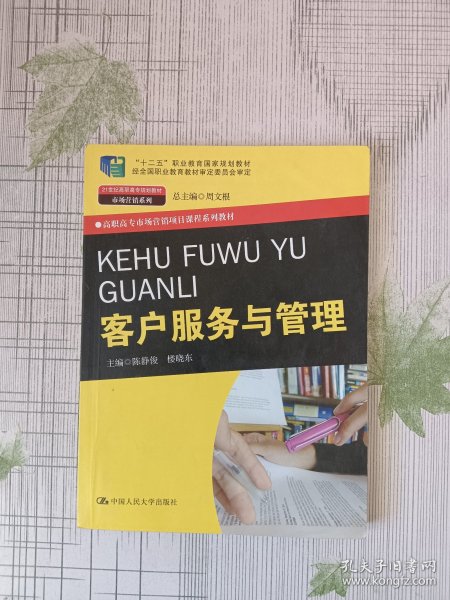 “十二五”职业教育国家规划教材
经全国职业教育教材审定委员会审定
21世纪高职高专规划教材
市场营销系列
总主编 周文根
高职高专市场营销项目课程系列教材
KEHU FUWU YU
GUANLI
客户服务与管理
主编 陈静俊 楼晓东
中国人民大学出版社
孔夫子旧书网
www.kongfz.com